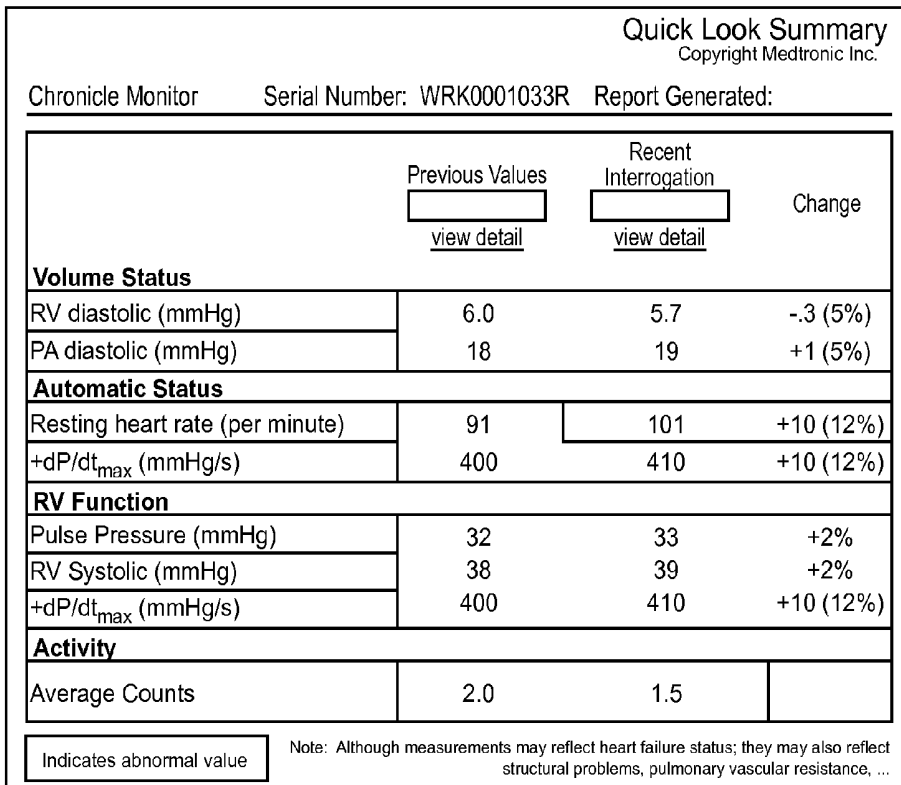 Quick Look Summary
Copyright Medtronic Inc.
Chronicle Monitor Serial Number: WRK0001033R Report Generated:
Previous Values Recent Interrogation Change
view detail view detail
Volume Status
RV diastolic (mmHg) 6.0 5.7 -.3 (5%)
PA diastolic (mmHg) 18 19 +1 (5%)
Automatic Status
Resting heart rate (per minute) 91 101 +10 (12%)
+dP/dtmax (mmHg/s) 400 410 +10 (12%)
RV Function
Pulse Pressure (mmHg) 32 33 +2%
RV Systolic (mmHg) 38 39 +2%
+dP/dtmax (mmHg/s) 400 410 +10 (12%)
Activity
Average Counts 2.0 1.5
Indicates abnormal value
Note: Although measurements may reflect heart failure status; they may also reflect
structural problems, pulmonary vascular resistance, ...